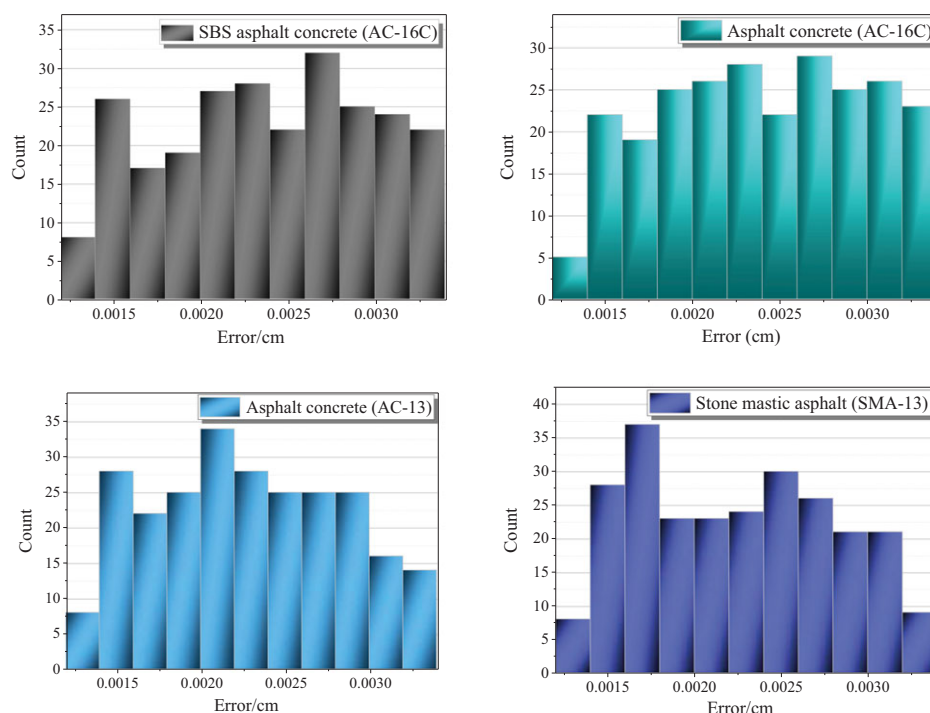 SBS asphalt concrete (AC-16C)
35
30
25
20
15
10
5
0
Count
0.0015 0.0020 0.0025 0.0030
Error/cm
Asphalt concrete (AC-16C)
30
25
20
15
10
5
0
Count
0.0015 0.0020 0.0025 0.0030
Error (cm)
Asphalt concrete (AC-13)
35
30
25
20
15
10
5
0
Count
0.0015 0.0020 0.0025 0.0030
Error/cm
Stone mastic asphalt (SMA-13)
40
35
30
25
20
15
10
5
0
Count
0.0015 0.0020 0.0025 0.0030
Error/cm